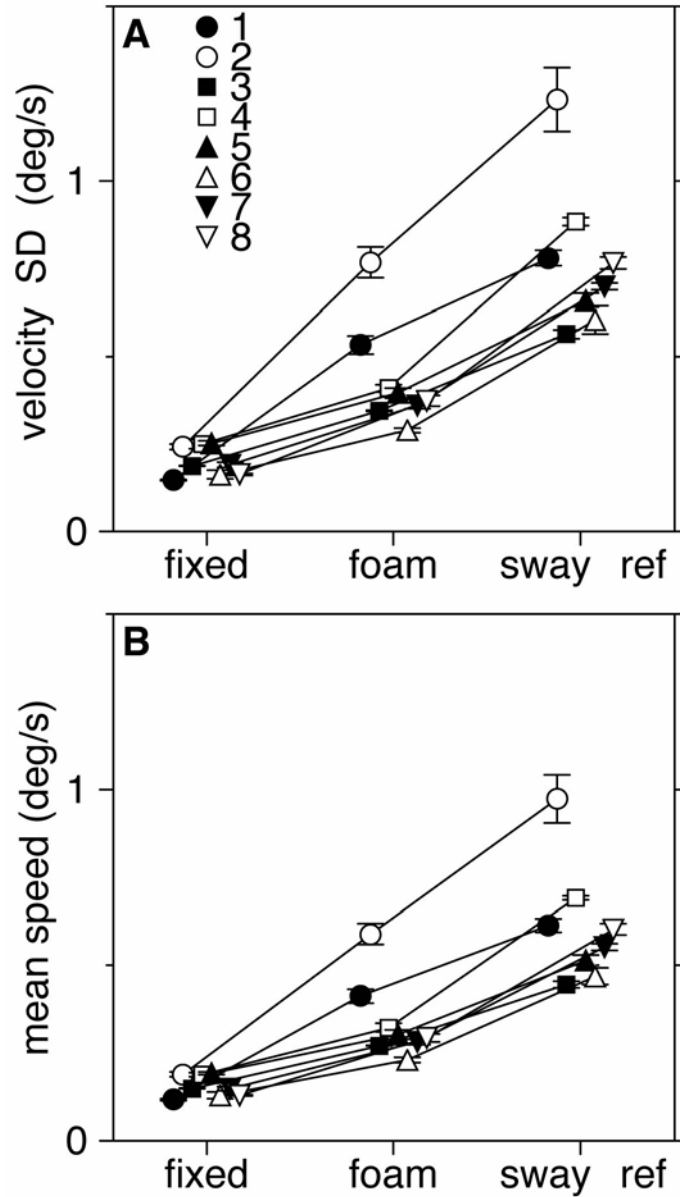 A
1
2
3
4
5
6
7
8
velocity SD (deg/s)
1
0
fixed foam sway ref
B
mean speed (deg/s)
1
0
fixed foam sway ref